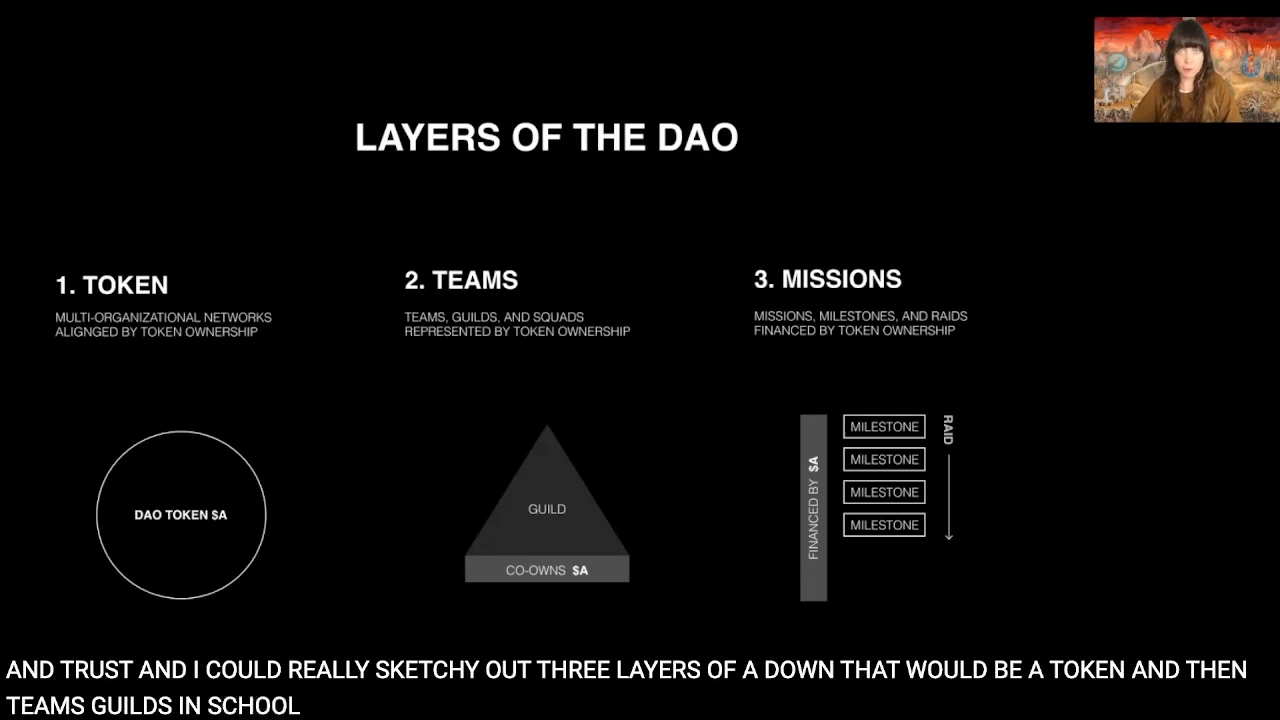 LAYERS OF THE DAO
1. TOKEN
MULTI-ORGANIZATIONAL NETWORKS
ALIGNGED BY TOKEN OWNERSHIP
2. TEAMS
TEAMS, GUILDS, AND SQUADS
REPRESENTED BY TOKEN OWNERSHIP
3. MISSIONS
MISSIONS, MILESTONES, AND RAIDS
FINANCED BY TOKEN OWNERSHIP
DAO TOKEN $A
GUILD
CO-OWNS $A
FINANCED BY $A
MILESTONE
MILESTONE
MILESTONE
MILESTONE
RAID
AND TRUST AND I COULD REALLY SKETCHY OUT THREE LAYERS OF A DOWN THAT WOULD BE A TOKEN AND THEN
TEAMS GUILDS IN SCHOOL